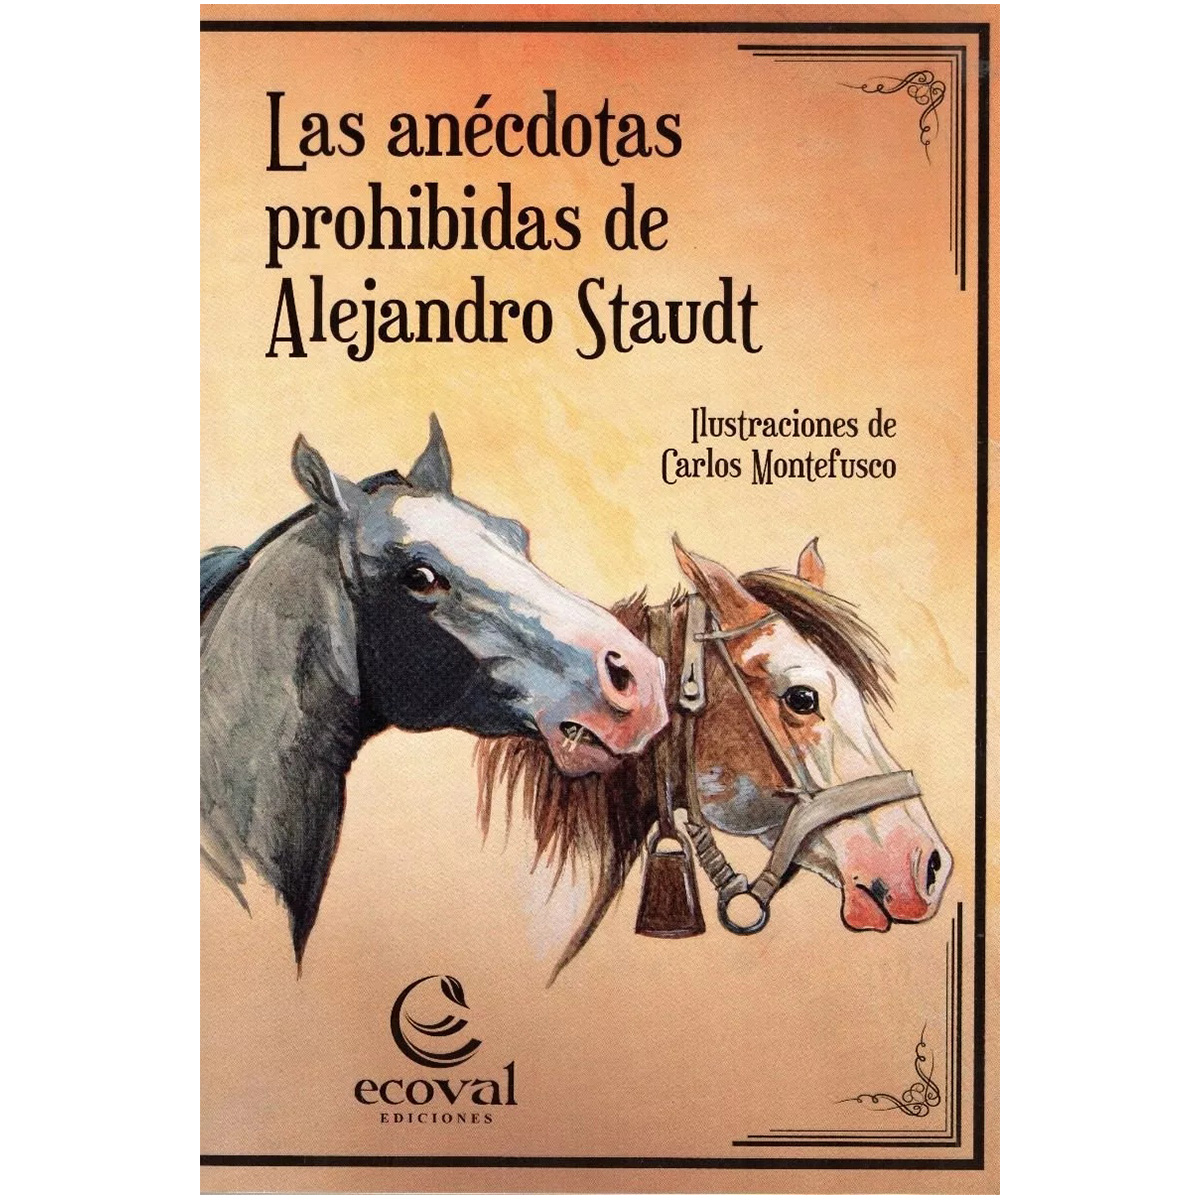 Las anécdotas
prohibidas de
Alejandro Staudt
Ilustraciones de
Carlos Montefusco
ecoval
EDICIONES